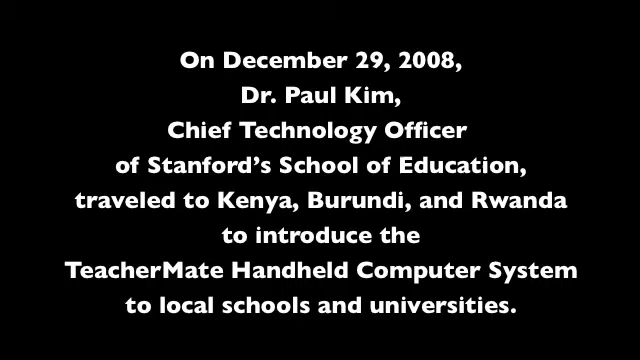 On December 29, 2008,
Dr. Paul Kim,
Chief Technology Officer
of Stanford's School of Education,
traveled to Kenya, Burundi, and Rwanda
to introduce the
TeacherMate Handheld Computer System
to local schools and universities.